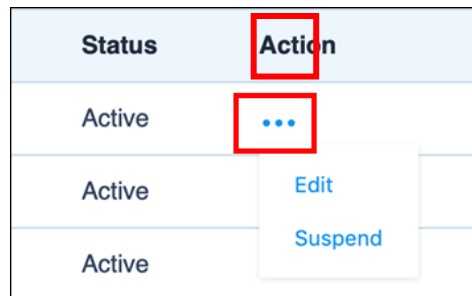 Status Action
Active ...
Active
Edit
Suspend
Active